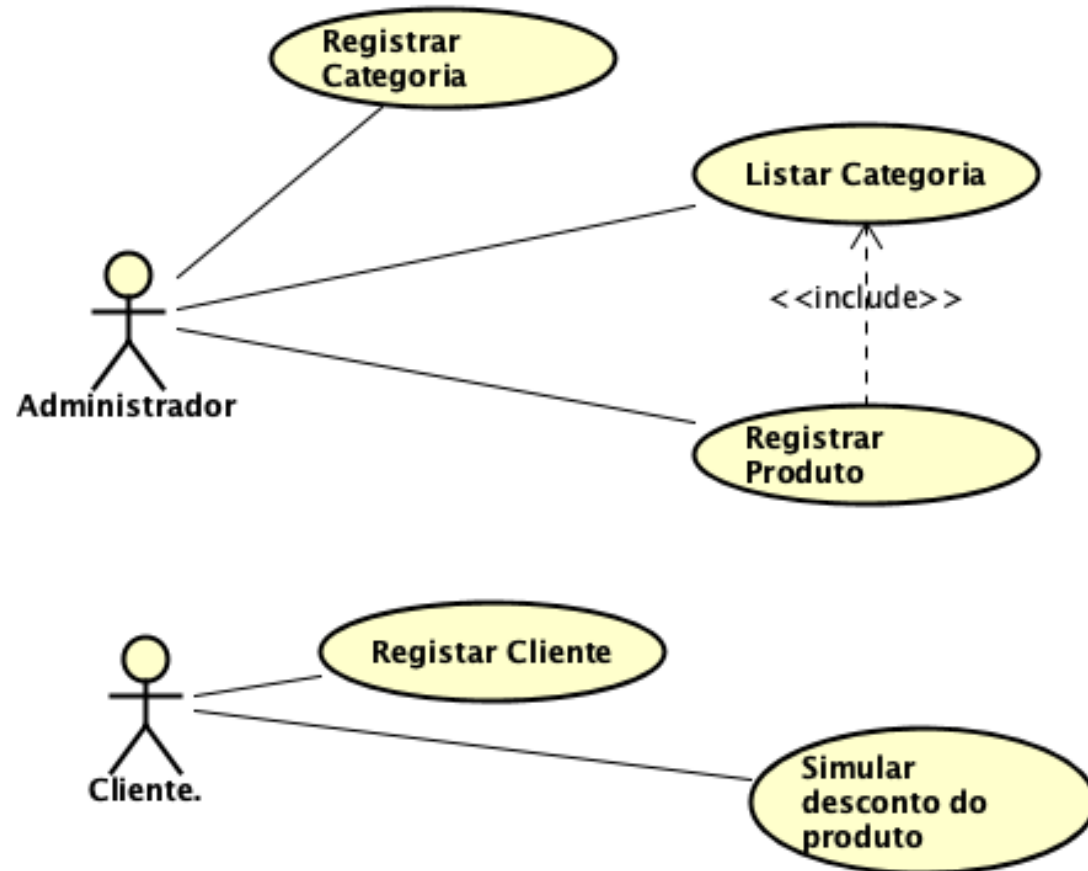 Registrar
Categoria
Listar Categoria
<<include>>
Administrador
Registrar
Produto
Registar Cliente
Cliente.
Simular
desconto do
produto